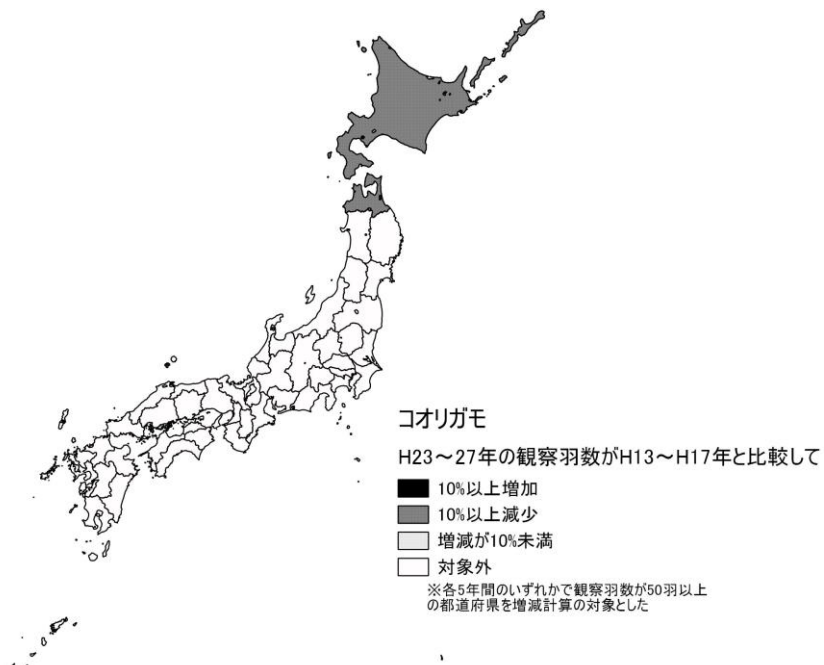 コオリガモ
H23～27年の観察羽数がH13～H17年と比較して
10%以上増加
10%以上減少
増減が10%未満
対象外
※各5年間のいずれかで観察羽数が50羽以上
の都道府県を増減計算の対象とした